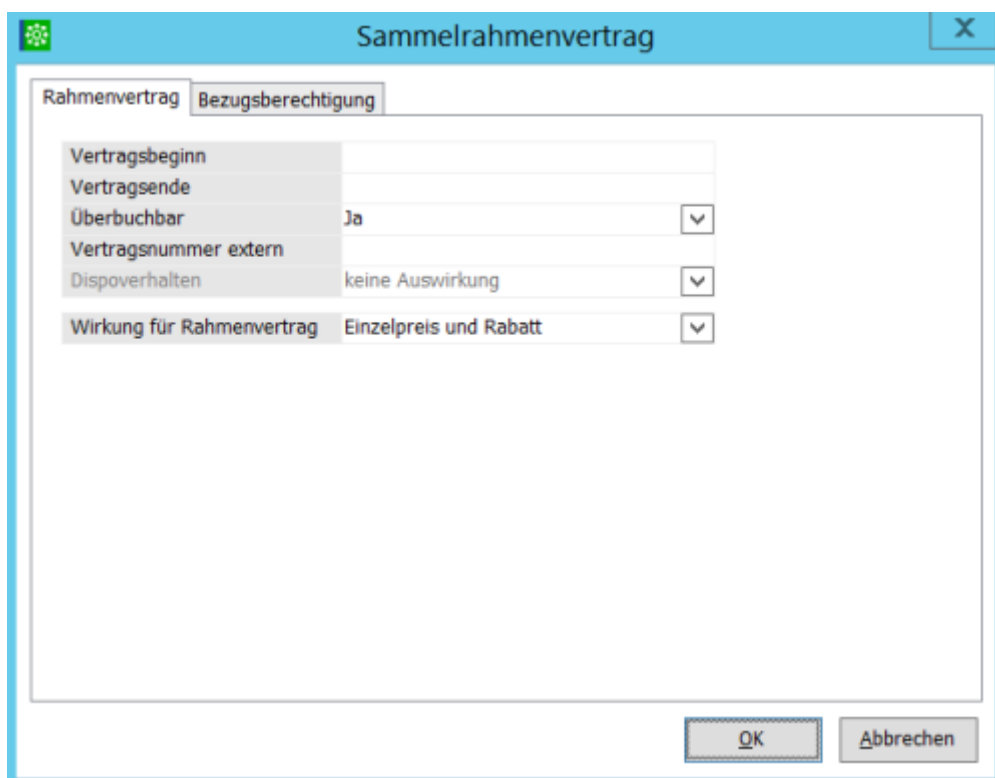 Sammelrahmenvertrag
X
Rahmenvertrag Bezugsberechtigung
Vertragsbeginn
Vertragsende
Überbuchbar Ja
Vertragsnummer extern
Dispoverhalten keine Auswirkung
Wirkung für Rahmenvertrag Einzelpreis und Rabatt
OK Abbrechen